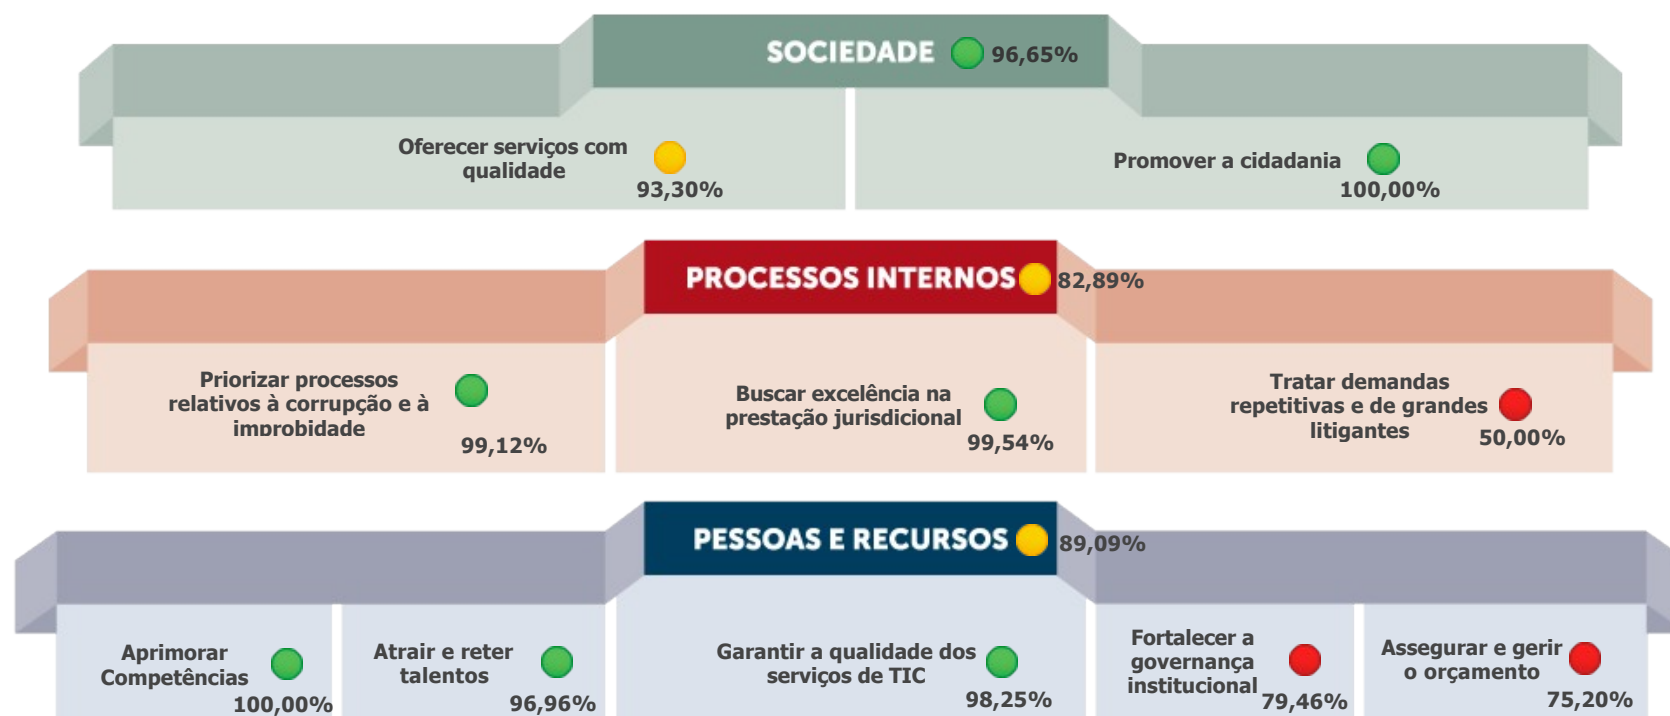 SOCIEDADE 96,65%
Oferecer serviços com
qualidade
93,30%
Promover a cidadania
100,00%
PROCESSOS INTERNOS 82,89%
Priorizar processos
relativos à corrupção e à
improbidade
99,12%
Buscar excelência na
prestação jurisdicional
99,54%
Tratar demandas
repetitivas e de grandes
litigantes
50,00%
PESSOAS E RECURSOS 89,09%
Aprimorar
Competências
100,00%
Atrair e reter
talentos
96,96%
Garantir a qualidade dos
serviços de TIC
98,25%
Fortalecer a
governança
institucional
79,46%
Assegurar e gerir
o orçamento
75,20%